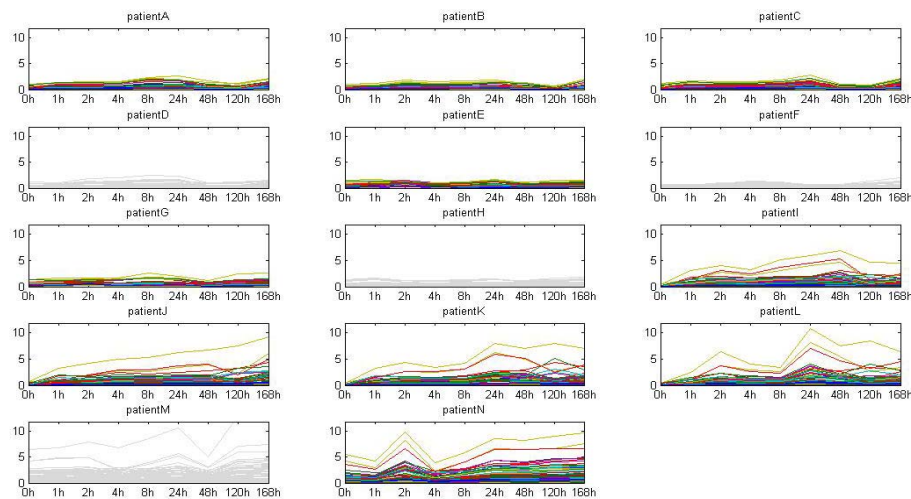 patientA patientB patientC
10 10 10
5 5 5
0 0 0
0h 1h 2h 4h 8h 24h 48h 120h 168h 0h 1h 2h 4h 8h 24h 48h 120h 168h 0h 1h 2h 4h 8h 24h 48h 120h 168h
patientD patientE patientF
10 10 10
5 5 5
0 0 0
0h 1h 2h 4h 8h 24h 48h 120h 168h 0h 1h 2h 4h 8h 24h 48h 120h 168h 0h 1h 2h 4h 8h 24h 48h 120h 168h
patientG patientH patientI
10 10 10
5 5 5
0 0 0
0h 1h 2h 4h 8h 24h 48h 120h 168h 0h 1h 2h 4h 8h 24h 48h 120h 168h 0h 1h 2h 4h 8h 24h 48h 120h 168h
patientJ patientK patientL
10 10 10
5 5 5
0 0 0
0h 1h 2h 4h 8h 24h 48h 120h 168h 0h 1h 2h 4h 8h 24h 48h 120h 168h 0h 1h 2h 4h 8h 24h 48h 120h 168h
patientM patientN
10 10
5 5
0 0
0h 1h 2h 4h 8h 24h 48h 120h 168h 0h 1h 2h 4h 8h 24h 48h 120h 168h